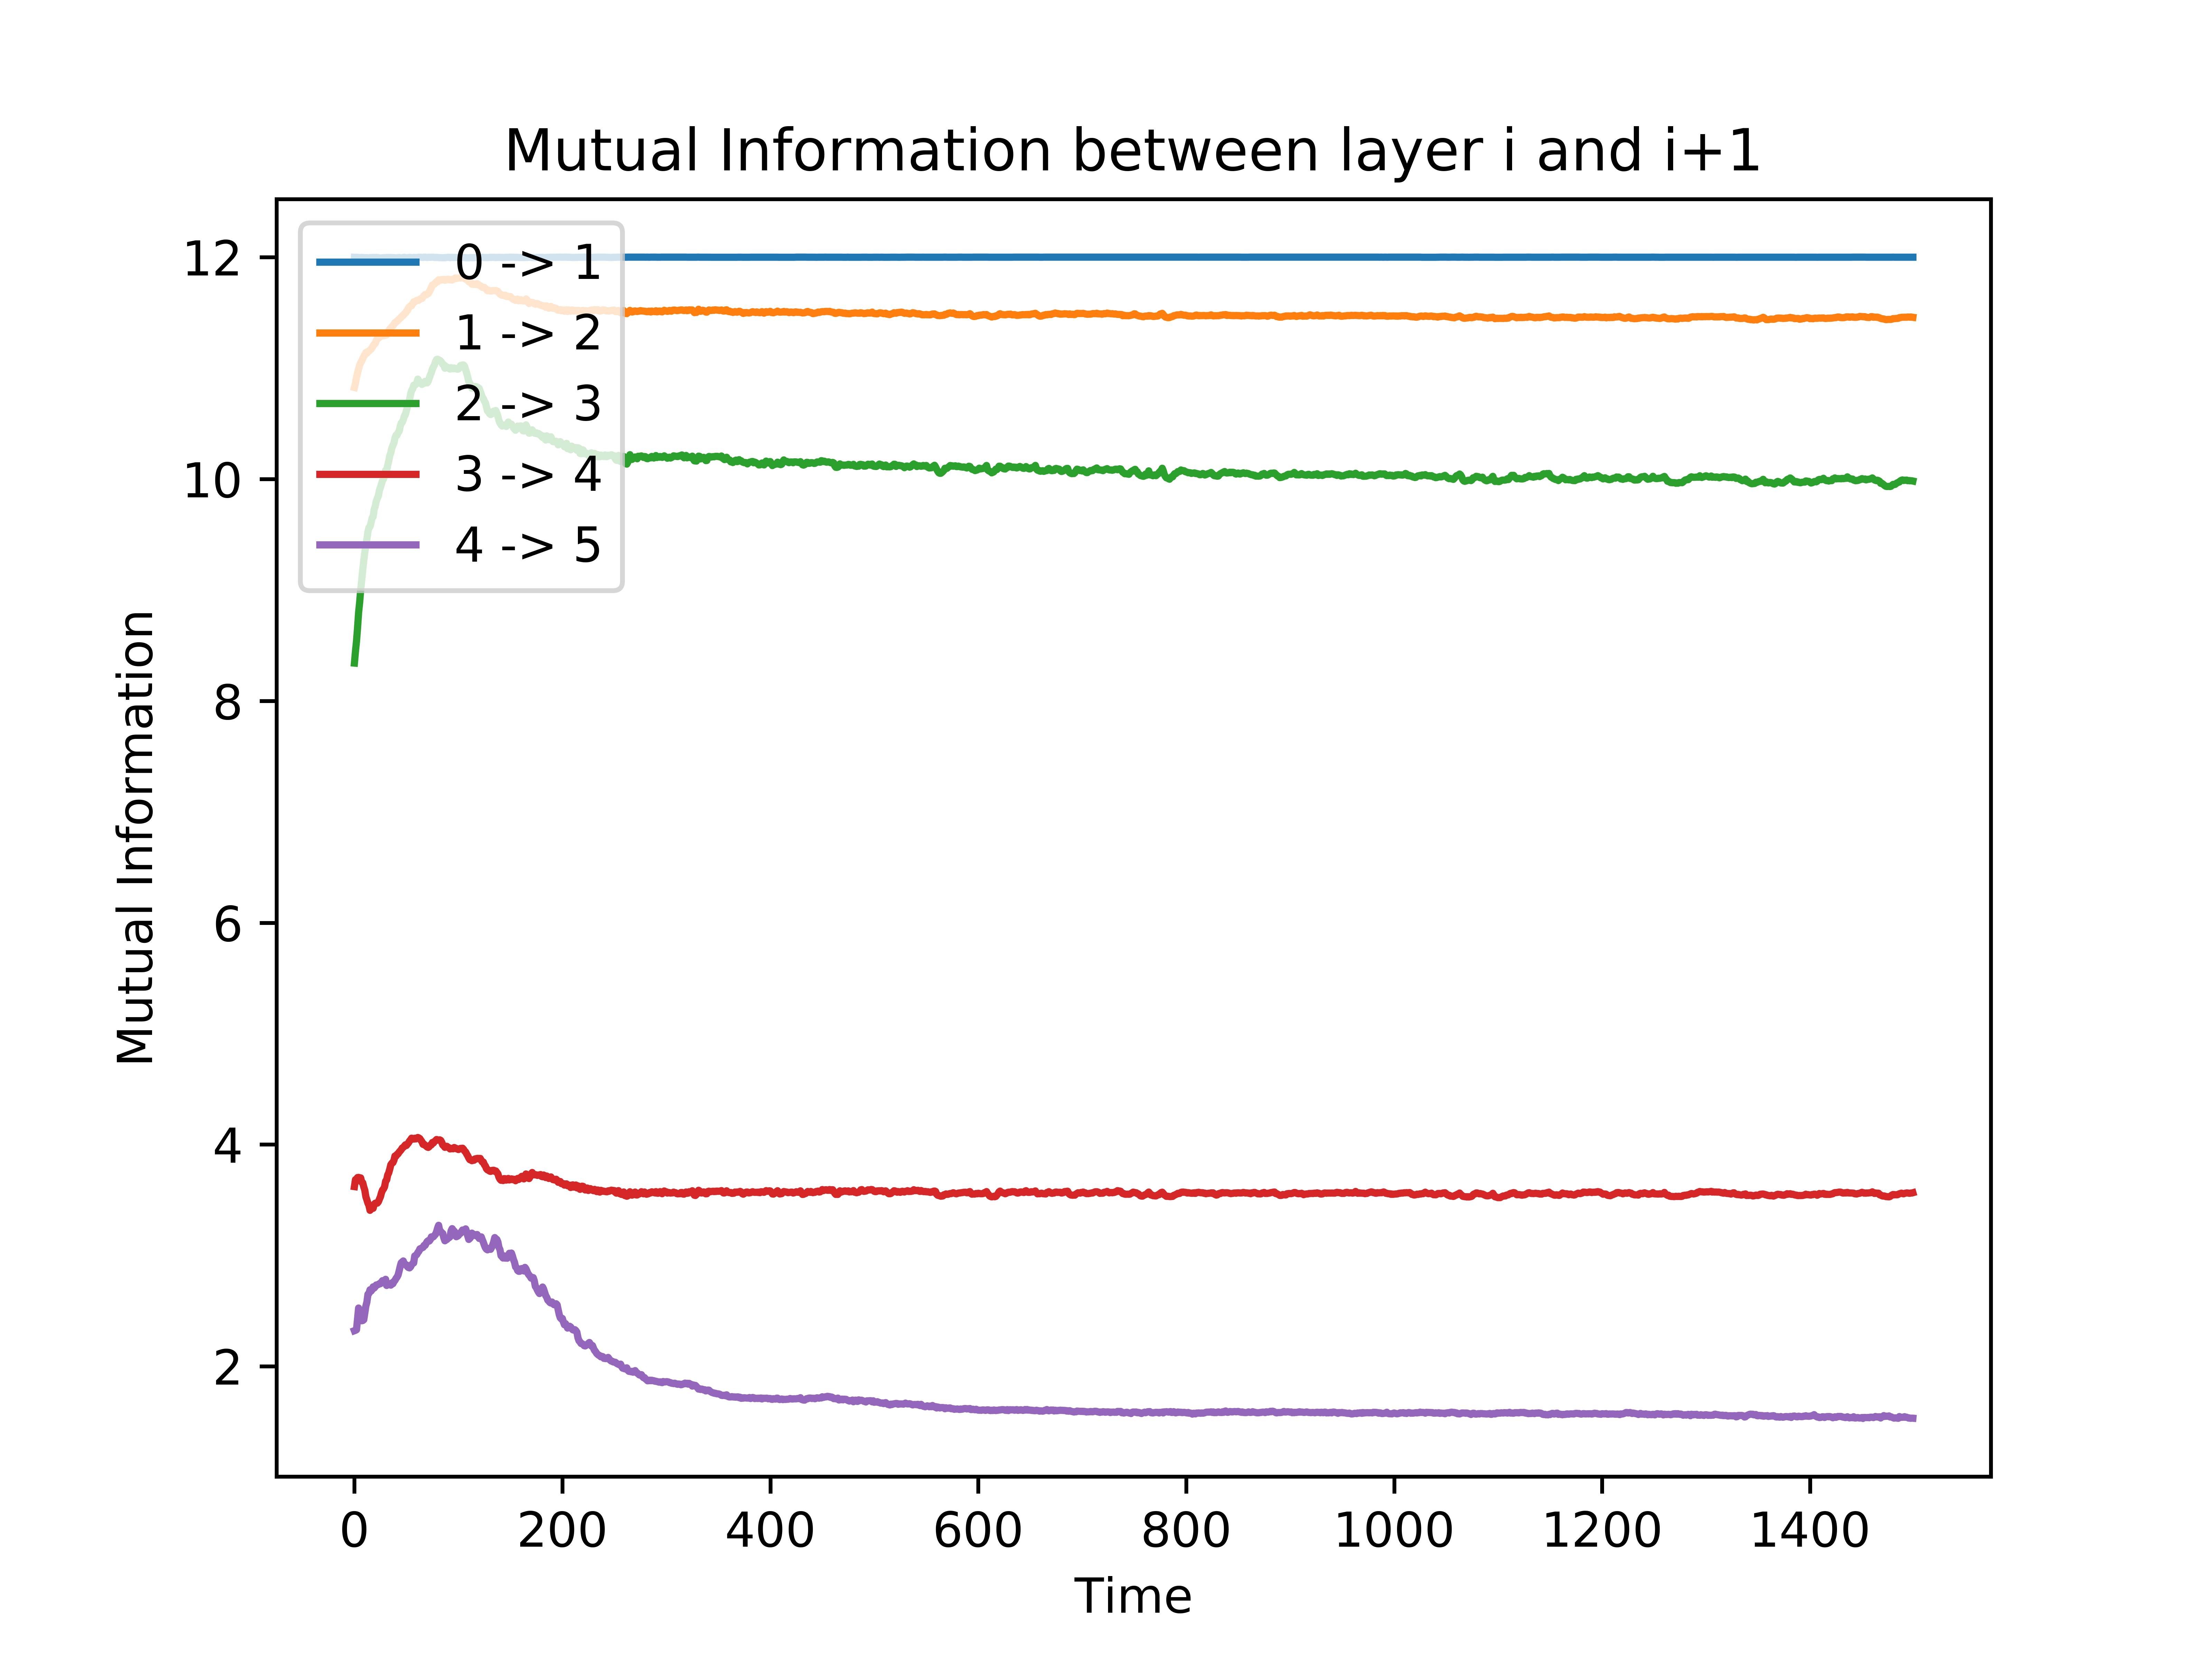 Mutual Information between layer i and i+1
12
10
8
6
4
2
Mutual Information
0 -> 1
1 -> 2
2 -> 3
3 -> 4
4 -> 5
0 200 400 600 800 1000 1200 1400
Time